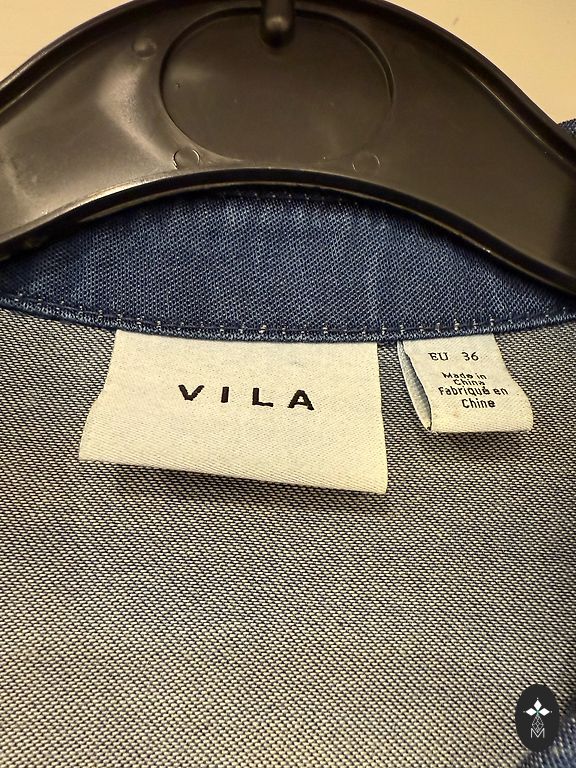 VILA
EU 36
Made in
China
Fabriqué en
Chine
M